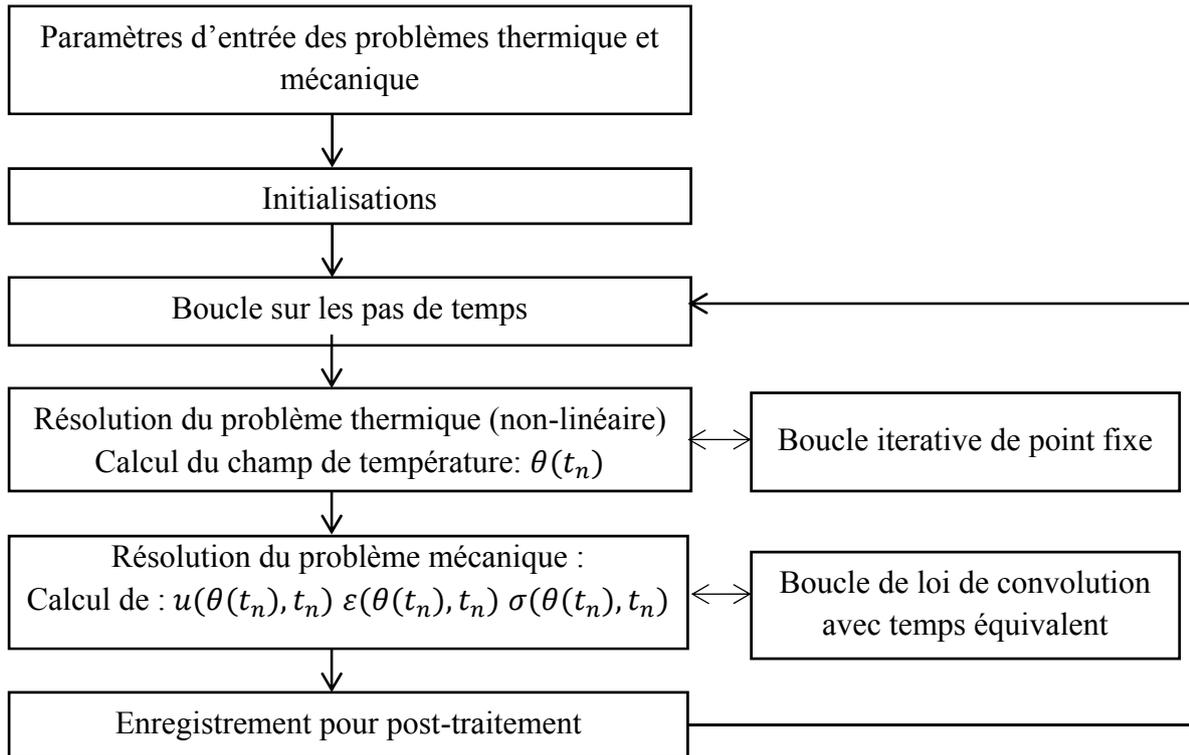 Paramètres d’entrée des problèmes thermique et
mécanique
Initialisations
Boucle sur les pas de temps
Résolution du problème thermique (non-linéaire)
Calcul du champ de température: θ(tₙ)
Boucle iterative de point fixe
Résolution du problème mécanique :
Calcul de : u(θ(tₙ), tₙ) ε(θ(tₙ), tₙ) σ(θ(tₙ), tₙ)
Boucle de loi de convolution
avec temps équivalent
Enregistrement pour post-traitement